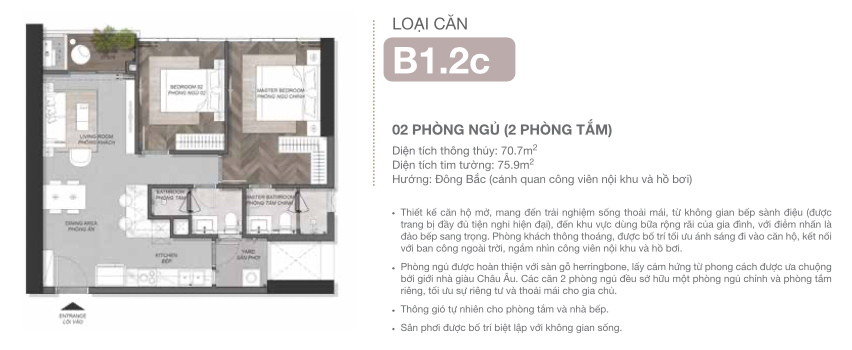 LOẠI CĂN
B1.2c
02 PHÒNG NGỦ (2 PHÒNG TẮM)
Diện tích thông thủy: 70.7m²
Diện tích tim tường: 75.9m²
Hướng: Đông Bắc (cảnh quan công viên nội khu và hồ bơi)
• Thiết kế căn hộ mở, mang đến trải nghiệm sống thoải mái, từ không gian bếp sành điệu (được
trang bị đầy đủ tiện nghi hiện đại), đến khu vực dùng bữa rộng rãi của gia đình, với điểm nhấn là
đảo bếp sang trọng. Phòng khách thông thoáng, được bố trí tối ưu ánh sáng đi vào căn hộ, kết nối
với ban công ngoài trời, ngắm nhìn công viên nội khu và hồ bơi.
• Phòng ngủ được hoàn thiện với sàn gỗ herringbone, lấy cảm hứng từ phong cách được ưa chuộng
bởi giới nhà giàu Châu Âu. Các căn 2 phòng ngủ đều sở hữu một phòng ngủ chính và phòng tắm
riêng, tối ưu sự riêng tư và thoải mái cho gia chủ.
• Thông gió tự nhiên cho phòng tắm và nhà bếp.
• Sân phơi được bố trí biệt lập với không gian sống.
BEDROOM 02
PHÒNG NGỦ 02
MASTER BEDROOM
PHÒNG NGỦ CHÍNH
LIVING ROOM
PHÒNG KHÁCH
BATHROOM
PHÒNG TẮM
MASTER BATHROOM
PHÒNG TẮM CHÍNH
DINING AREA
PHÒNG ĂN
KITCHEN
BẾP
YARD
SÂN PHƠI
ENTRANCE
LỐI VÀO